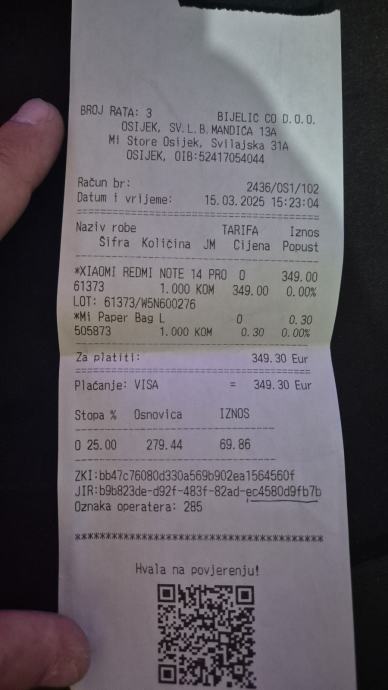 BROJ RATA: 3 BIJELIC CO D.O.O.
OSIJEK, SV.L.B.MANDIĆA 13A
Mi Store Osijek, Svilajska 31A
OSIJEK, OIB:52417054044
Račun br: 2436/OS1/102
Datum i vrijeme: 15.03.2025 15:23:04
Naziv robe TARIFA Iznos
Šifra Količina JM Cijena Popust
*XIAOMI REDMI NOTE 14 PRO O 349.00
61373 1.000 KOM 349.00 0.00%
LOT: 61373/W5N600276
*Mi Paper Bag L O 0.30
505873 1.000 KOM 0.30 0.00%
Za platiti: 349.30 Eur
Plaćanje: VISA = 349.30 Eur
Stopa % Osnovica IZNOS
O 25.00 279.44 69.86
ZKI:bb47c76080d330a569b902ea1564560f
JIR:b9b823de-d92f-483f-82ad-ec4580d9fb7b
Oznaka operatera: 285
****************************************
Hvala na povjerenju!